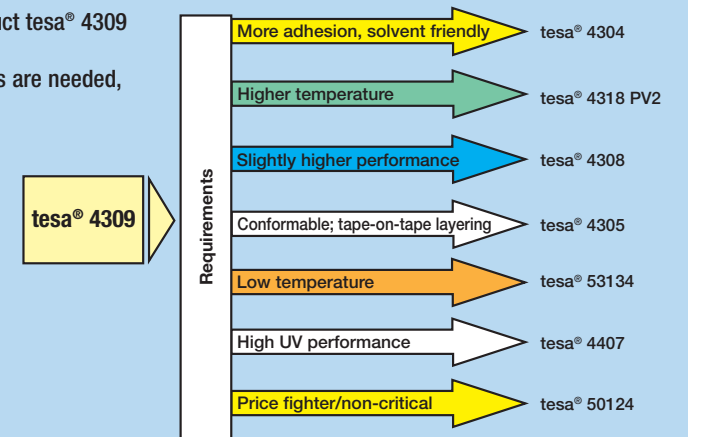 uct tesa® 4309
s are needed,
tesa® 4309
Requirements
More adhesion, solvent friendly
tesa® 4304
Higher temperature
tesa® 4318 PV2
Slightly higher performance
tesa® 4308
Conformable; tape-on-tape layering
tesa® 4305
Low temperature
tesa® 53134
High UV performance
tesa® 4407
Price fighter/non-critical
tesa® 50124